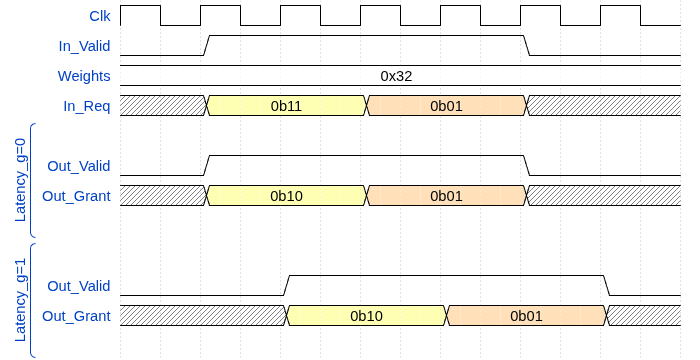 Clk
In_Valid
Weights 0x32
In_Req 0b11 0b01
Latency_g=0
Out_Valid
Out_Grant 0b10 0b01
Latency_g=1
Out_Valid
Out_Grant 0b10 0b01